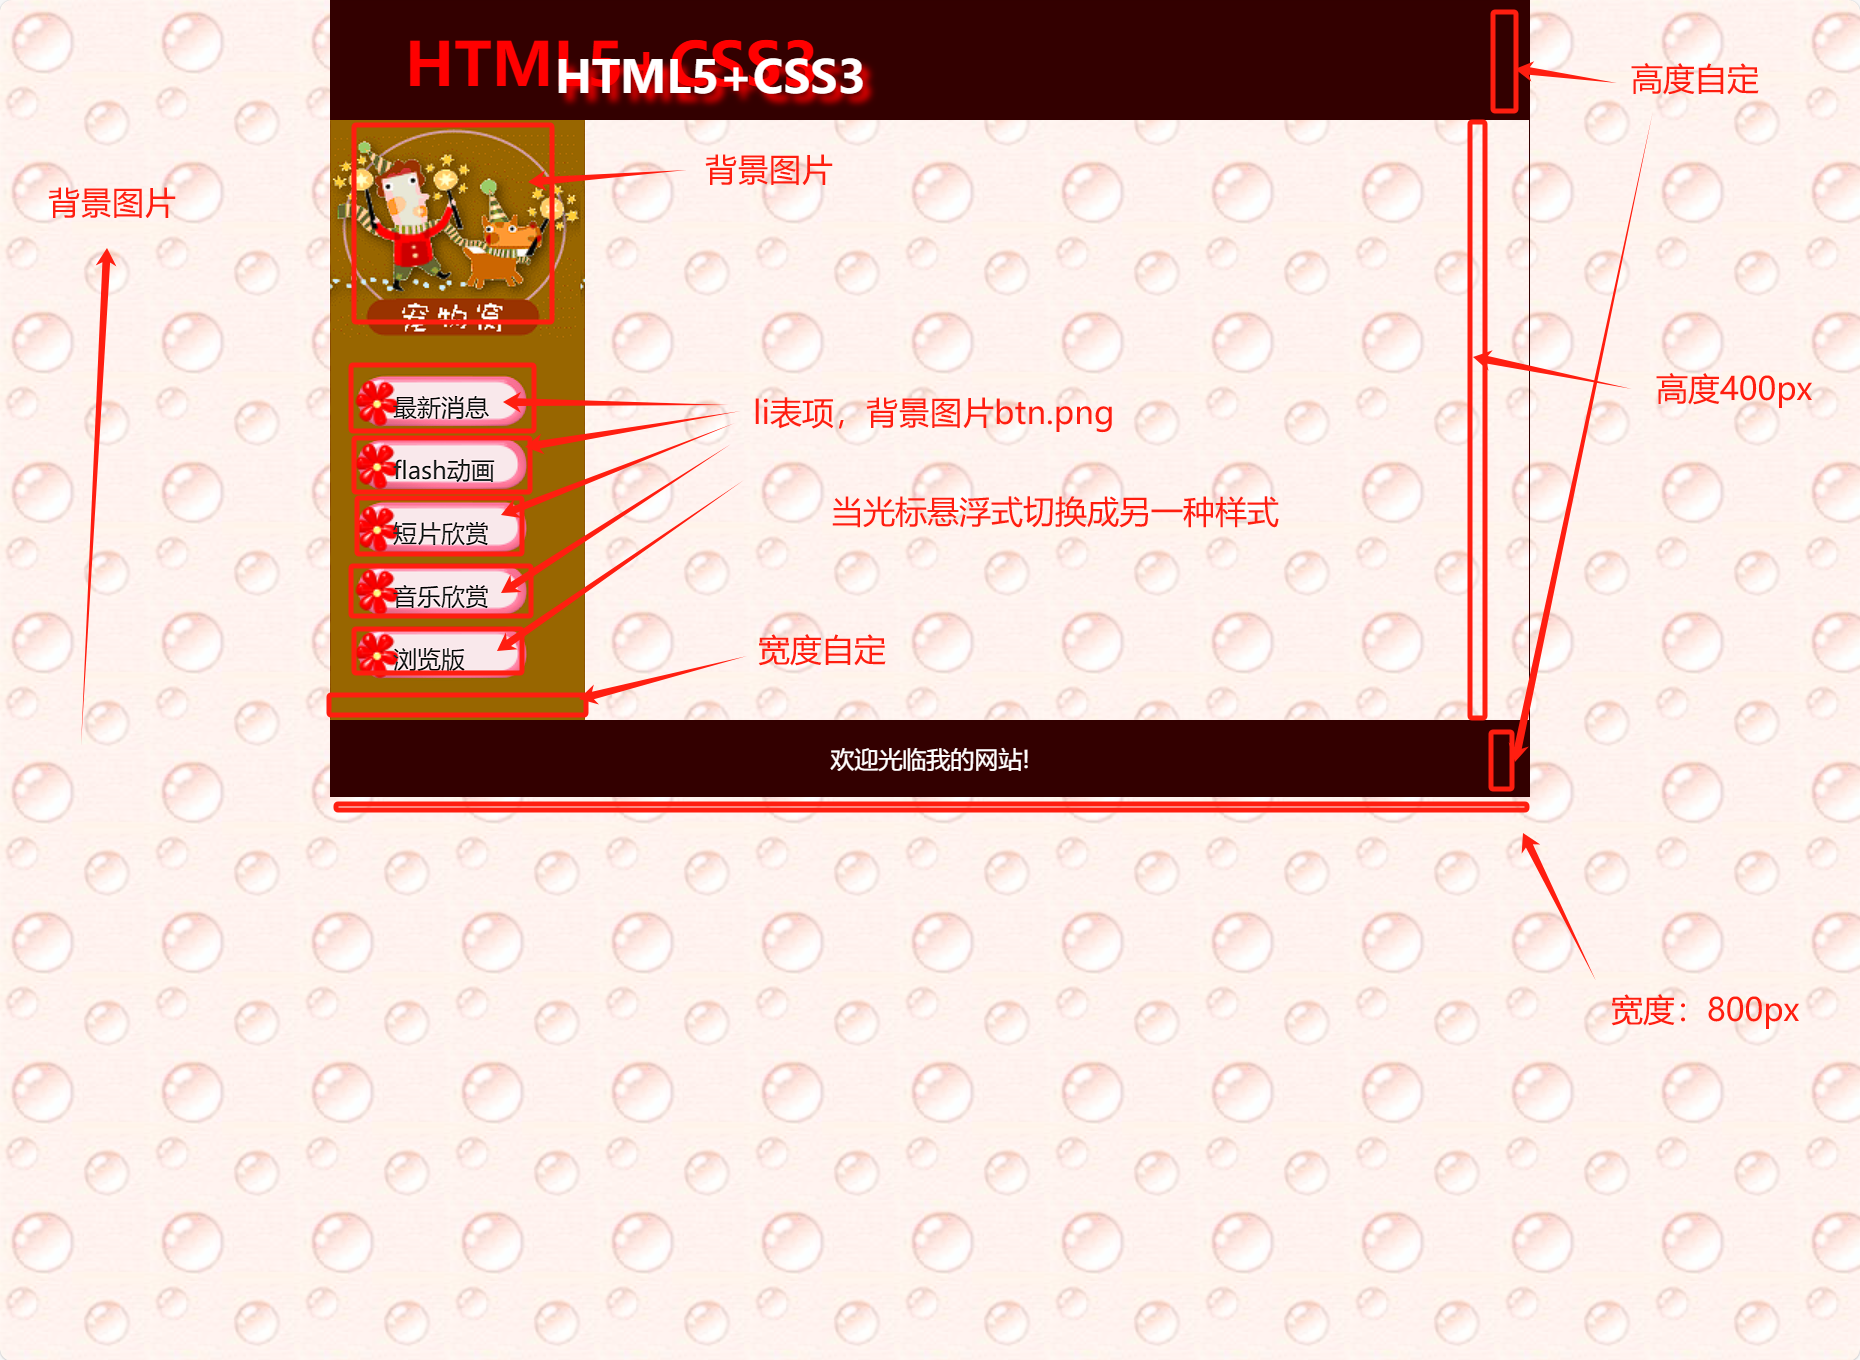 HTML5+CSS3
HTML5+CSS3
高度自定
背景图片
背景图片
宠物窝
高度400px
最新消息
li表项，背景图片btn.png
flash动画
当光标悬浮式切换成另一种样式
短片欣赏
音乐欣赏
宽度自定
浏览版
欢迎光临我的网站!
宽度：800px